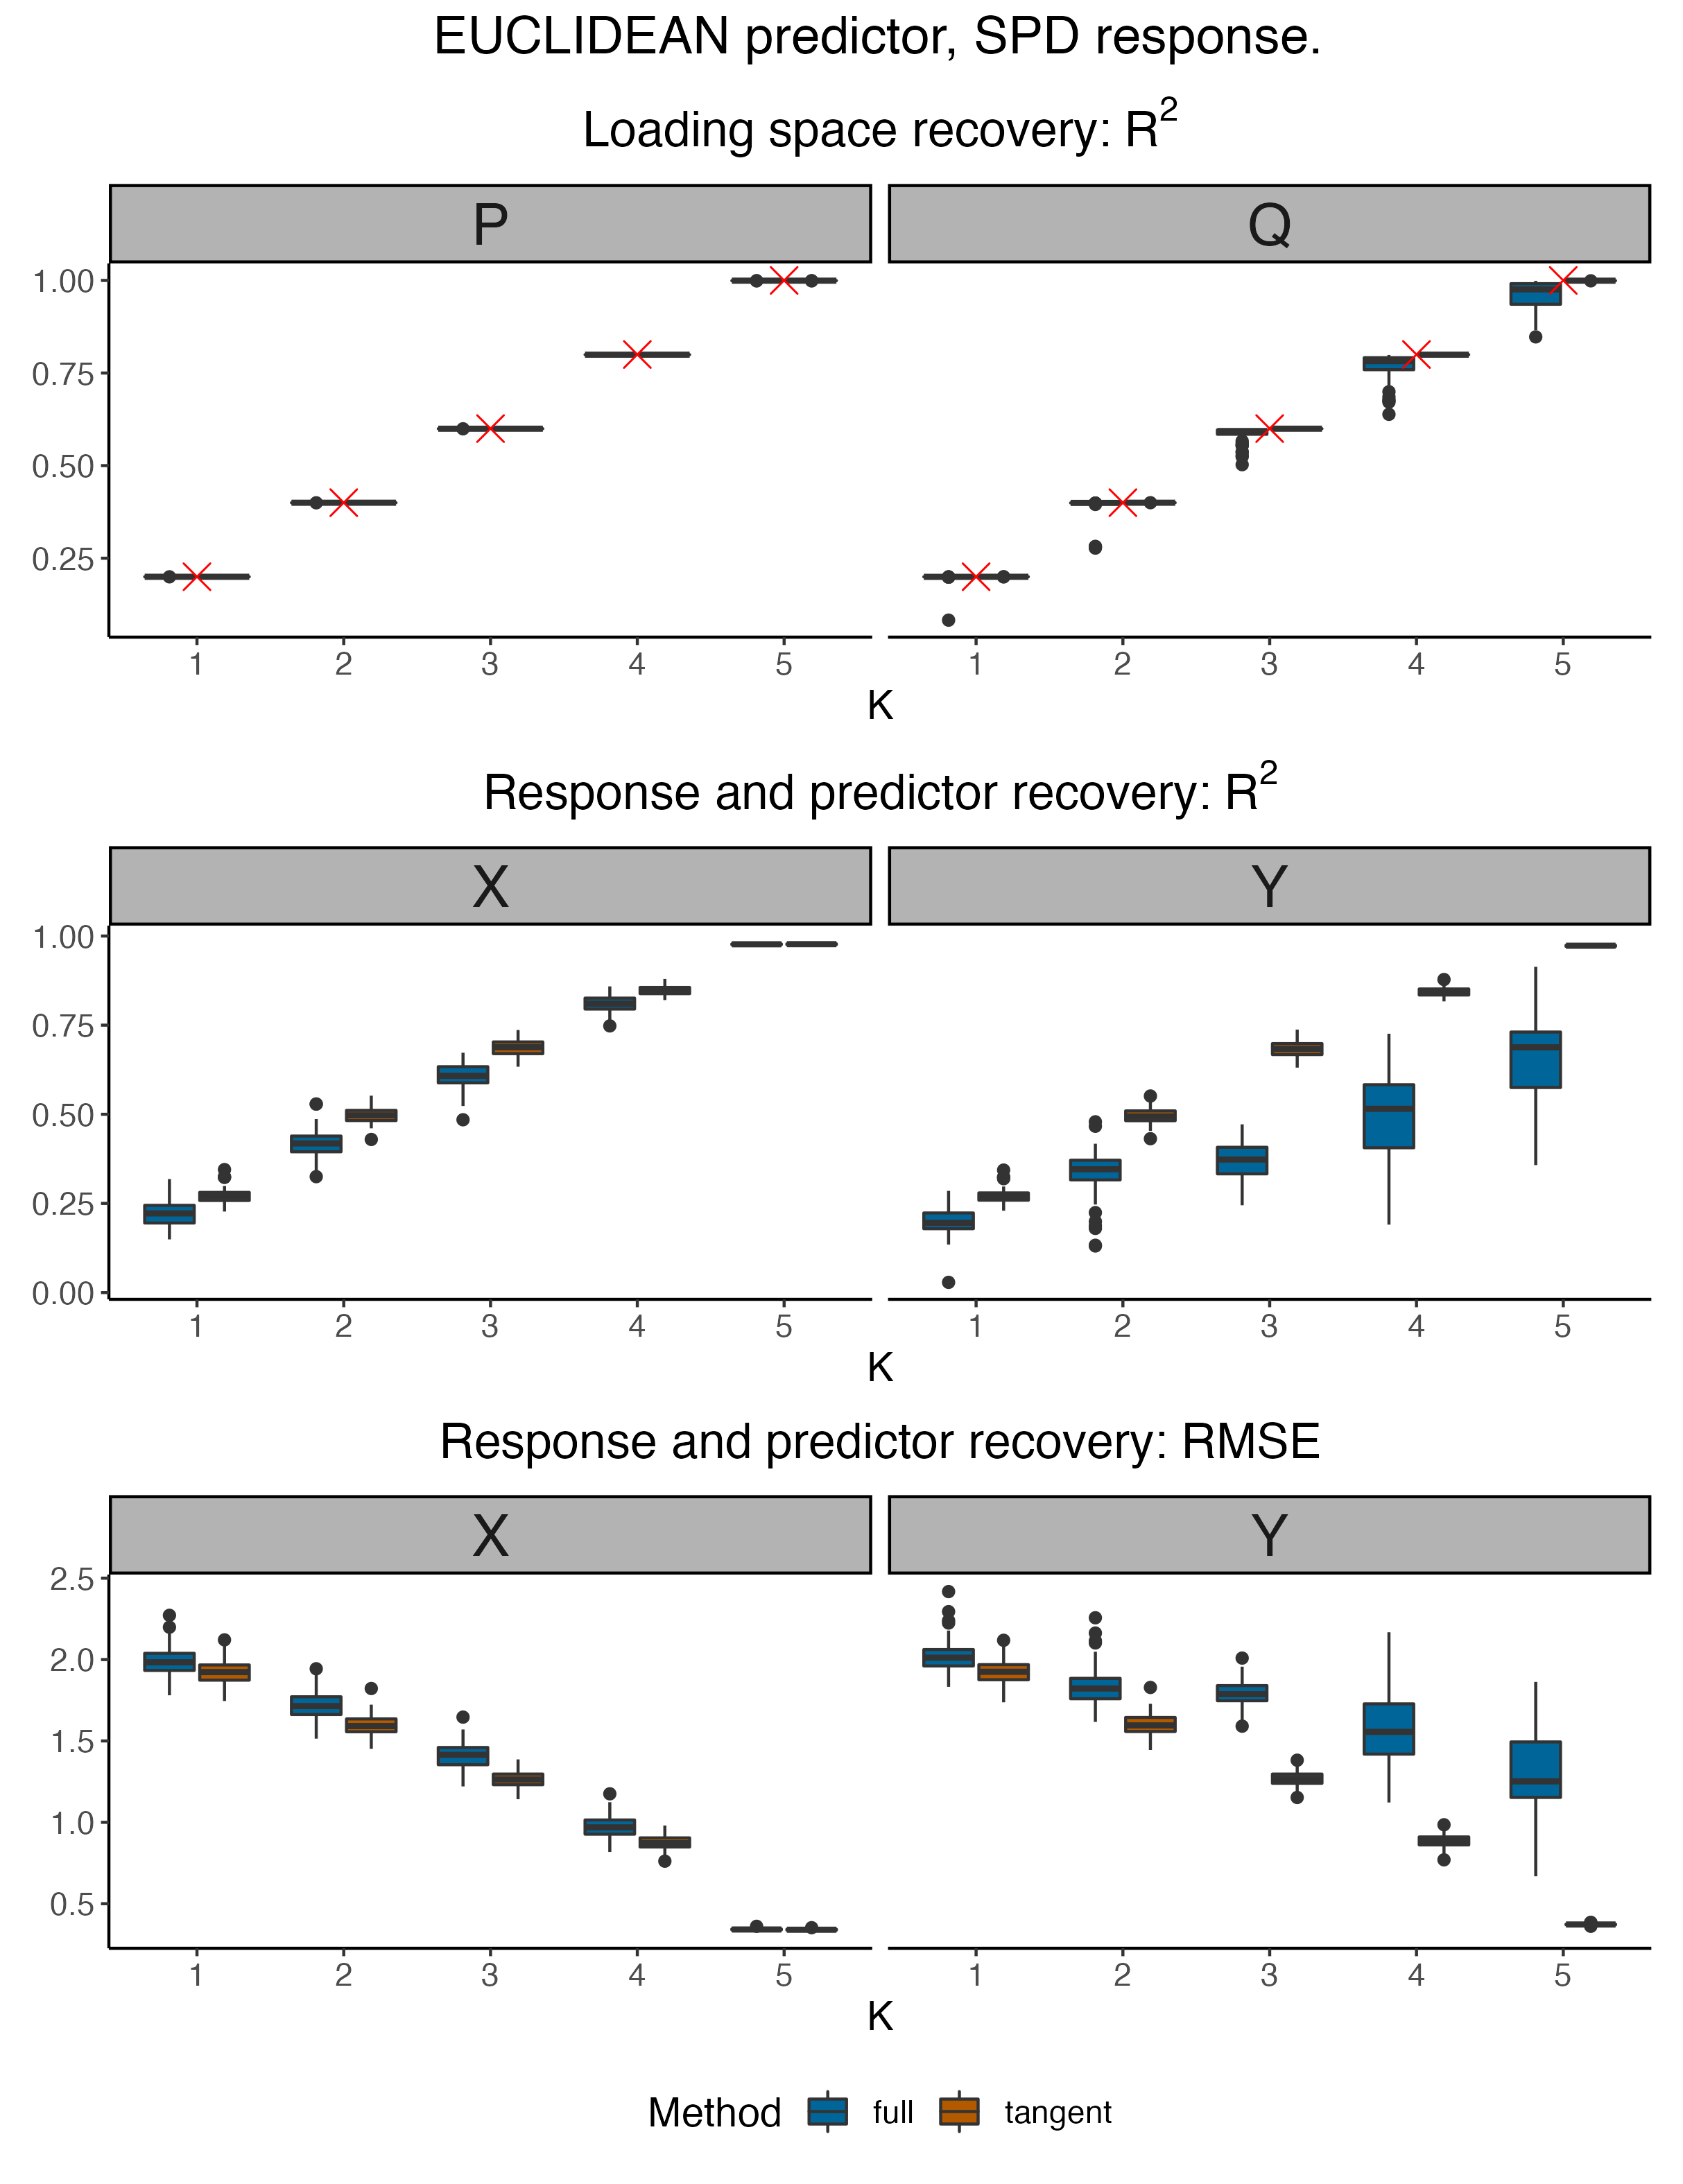 EUCLIDEAN predictor, SPD response.
Loading space recovery: R²
P Q
1.00
0.75
0.50
0.25
1 2 3 4 5 1 2 3 4 5
K
Response and predictor recovery: R²
X Y
1.00
0.75
0.50
0.25
0.00
1 2 3 4 5 1 2 3 4 5
K
Response and predictor recovery: RMSE
X Y
2.5
2.0
1.5
1.0
0.5
1 2 3 4 5 1 2 3 4 5
K
Method full tangent